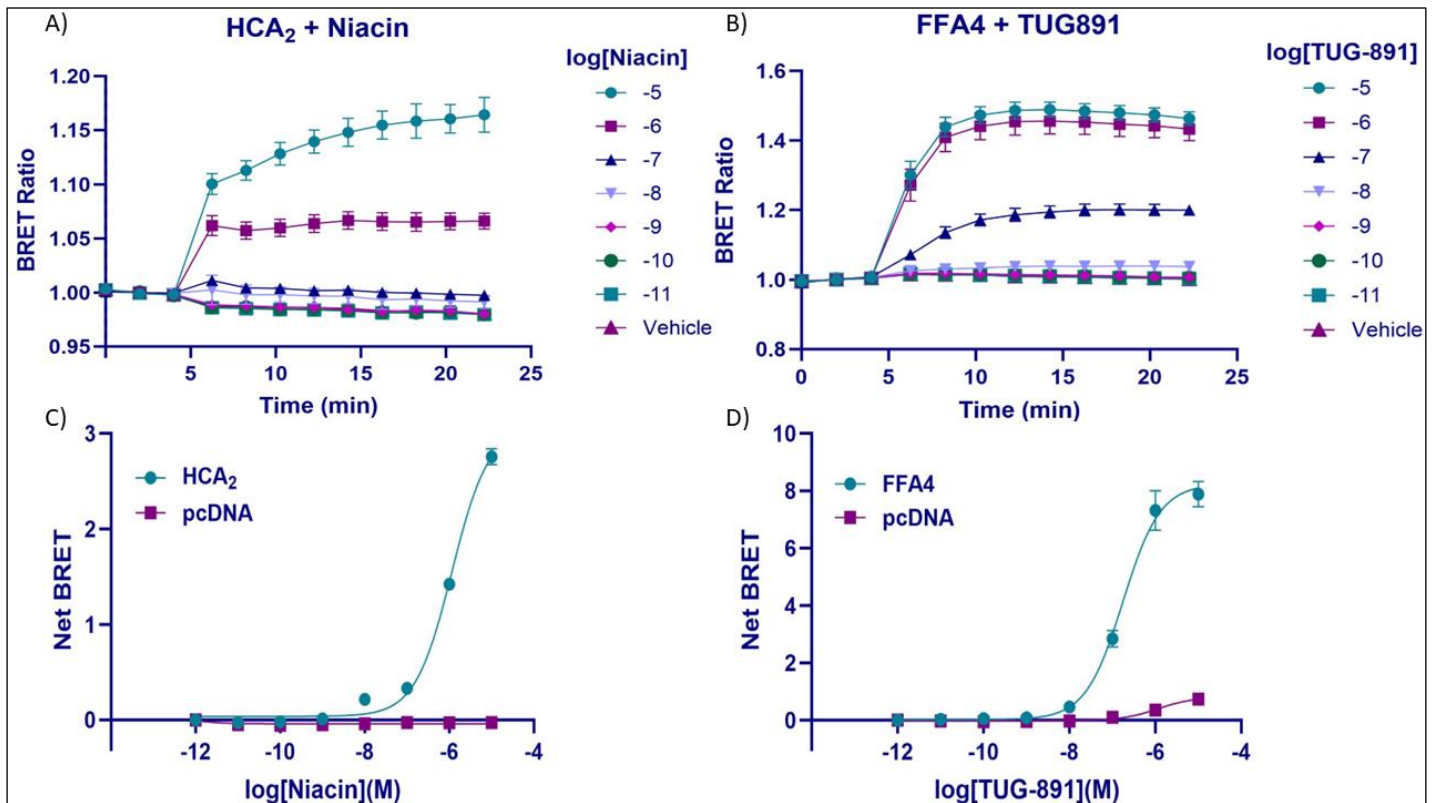 A)
HCA₂ + Niacin
1.20
1.15
1.10
1.05
1.00
0.95
BRET Ratio
5
10
15
20
25
Time (min)
log[Niacin]
-5
-6
-7
-8
-9
-10
-11
Vehicle
B)
FFA4 + TUG891
1.6
1.4
1.2
1.0
0.8
BRET Ratio
0
5
10
15
20
25
Time (min)
log[TUG-891]
-5
-6
-7
-8
-9
-10
-11
Vehicle
C)
3
2
1
0
Net BRET
HCA₂
pcDNA
-12
-10
-8
-6
-4
log[Niacin](M)
D)
10
8
6
4
2
0
Net BRET
FFA4
pcDNA
-12
-10
-8
-6
-4
log[TUG-891](M)